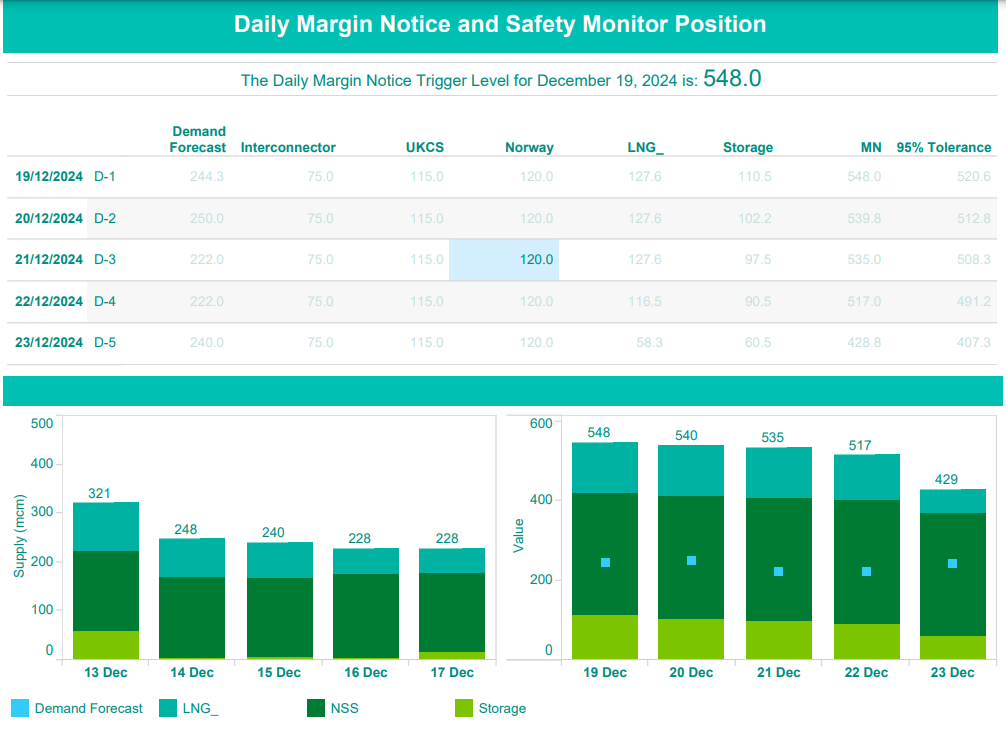 Daily Margin Notice and Safety Monitor Position
The Daily Margin Notice Trigger Level for December 19, 2024 is: 548.0
Demand
Forecast Interconnector UKCS Norway LNG_ Storage MN 95% Tolerance
19/12/2024 D-1 244.3 75.0 115.0 120.0 127.6 110.5 548.0 520.6
20/12/2024 D-2 250.0 75.0 115.0 120.0 127.6 102.2 539.8 512.8
21/12/2024 D-3 222.0 75.0 115.0 120.0 127.6 97.5 535.0 508.3
22/12/2024 D-4 222.0 75.0 115.0 120.0 116.5 90.5 517.0 491.2
23/12/2024 D-5 240.0 75.0 115.0 120.0 58.3 60.5 428.8 407.3
Supply (mcm)
500
400
300
200
100
0
321
248
240
228
228
13 Dec 14 Dec 15 Dec 16 Dec 17 Dec
Value
600
400
200
0
548
540
535
517
429
19 Dec 20 Dec 21 Dec 22 Dec 23 Dec
Demand Forecast LNG_ NSS Storage